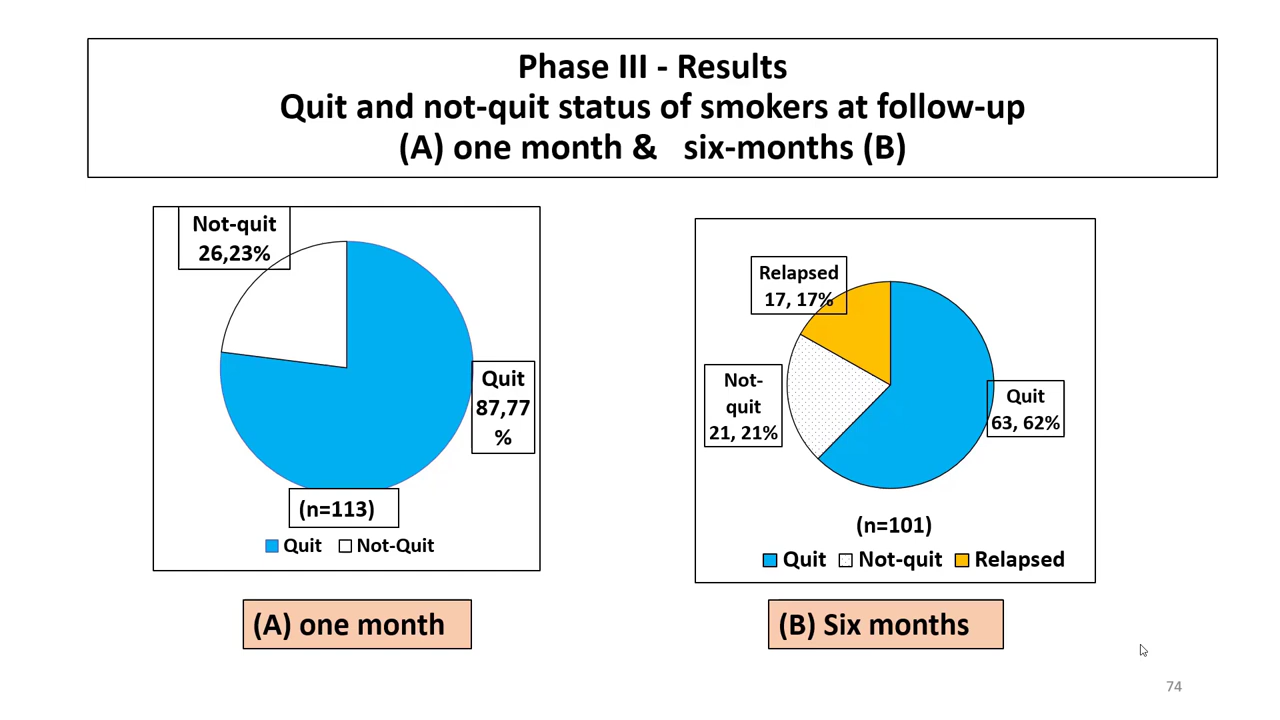 Phase III - Results
Quit and not-quit status of smokers at follow-up
(A) one month & six-months (B)
Not-quit
26,23%
Quit
87,77
%
(n=113)
Quit Not-Quit
(A) one month
Relapsed
17, 17%
Not-
quit
21, 21%
Quit
63, 62%
(n=101)
Quit Not-quit Relapsed
(B) Six months
74